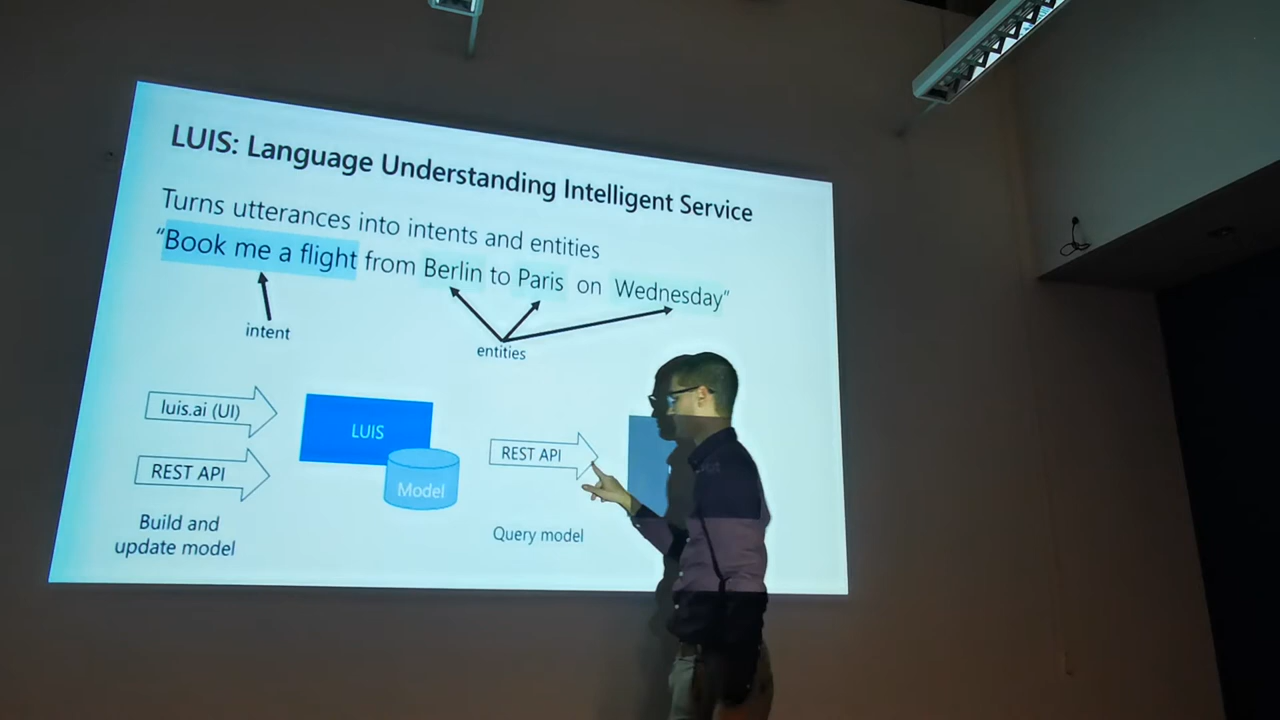 LUIS: Language Understanding Intelligent Service
Turns utterances into intents and entities
“Book me a flight from Berlin to Paris on Wednesday”
intent
entities
luis.ai (UI)
LUIS
REST API
Model
REST API
Build and
update model
Query model